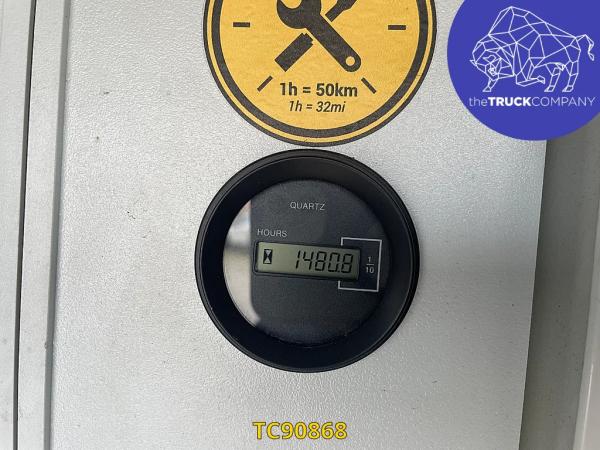 1h = 50km
1h = 32mi
theTRUCKCOMPANY
QUARTZ
HOURS
1480.8
1
10
TC90868